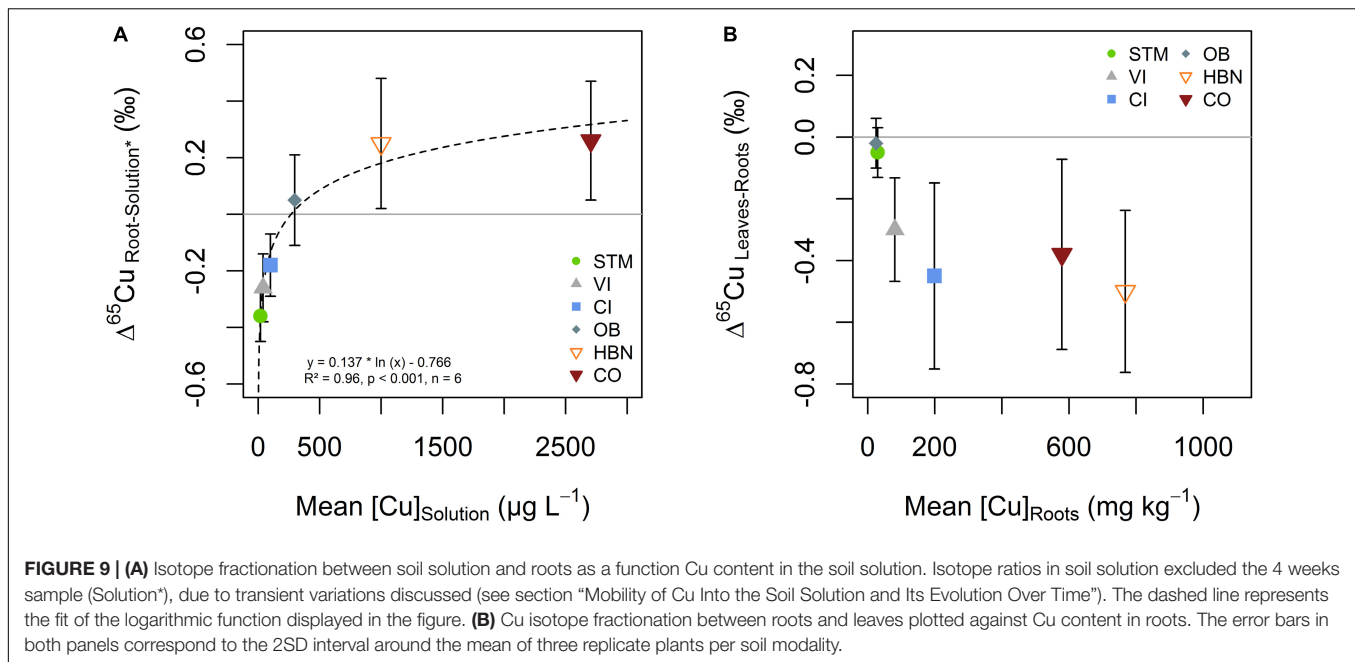 A
0.6
0.2
-0.2
-0.6
Δ⁶⁵Cu Root-Solution* (‰)
STM
VI
CI
OB
HBN
CO
y = 0.137 * ln (x) - 0.766
R² = 0.96, p < 0.001, n = 6
0 500 1500 2500
Mean [Cu]Solution (µg L⁻¹)
B
0.2
0.0
-0.4
-0.8
Δ⁶⁵Cu Leaves-Roots (‰)
STM OB
VI HBN
CI CO
0 200 600 1000
Mean [Cu]Roots (mg kg⁻¹)
FIGURE 9 | (A) Isotope fractionation between soil solution and roots as a function Cu content in the soil solution. Isotope ratios in soil solution excluded the 4 weeks
sample (Solution*), due to transient variations discussed (see section “Mobility of Cu Into the Soil Solution and Its Evolution Over Time”). The dashed line represents
the fit of the logarithmic function displayed in the figure. (B) Cu isotope fractionation between roots and leaves plotted against Cu content in roots. The error bars in
both panels correspond to the 2SD interval around the mean of three replicate plants per soil modality.